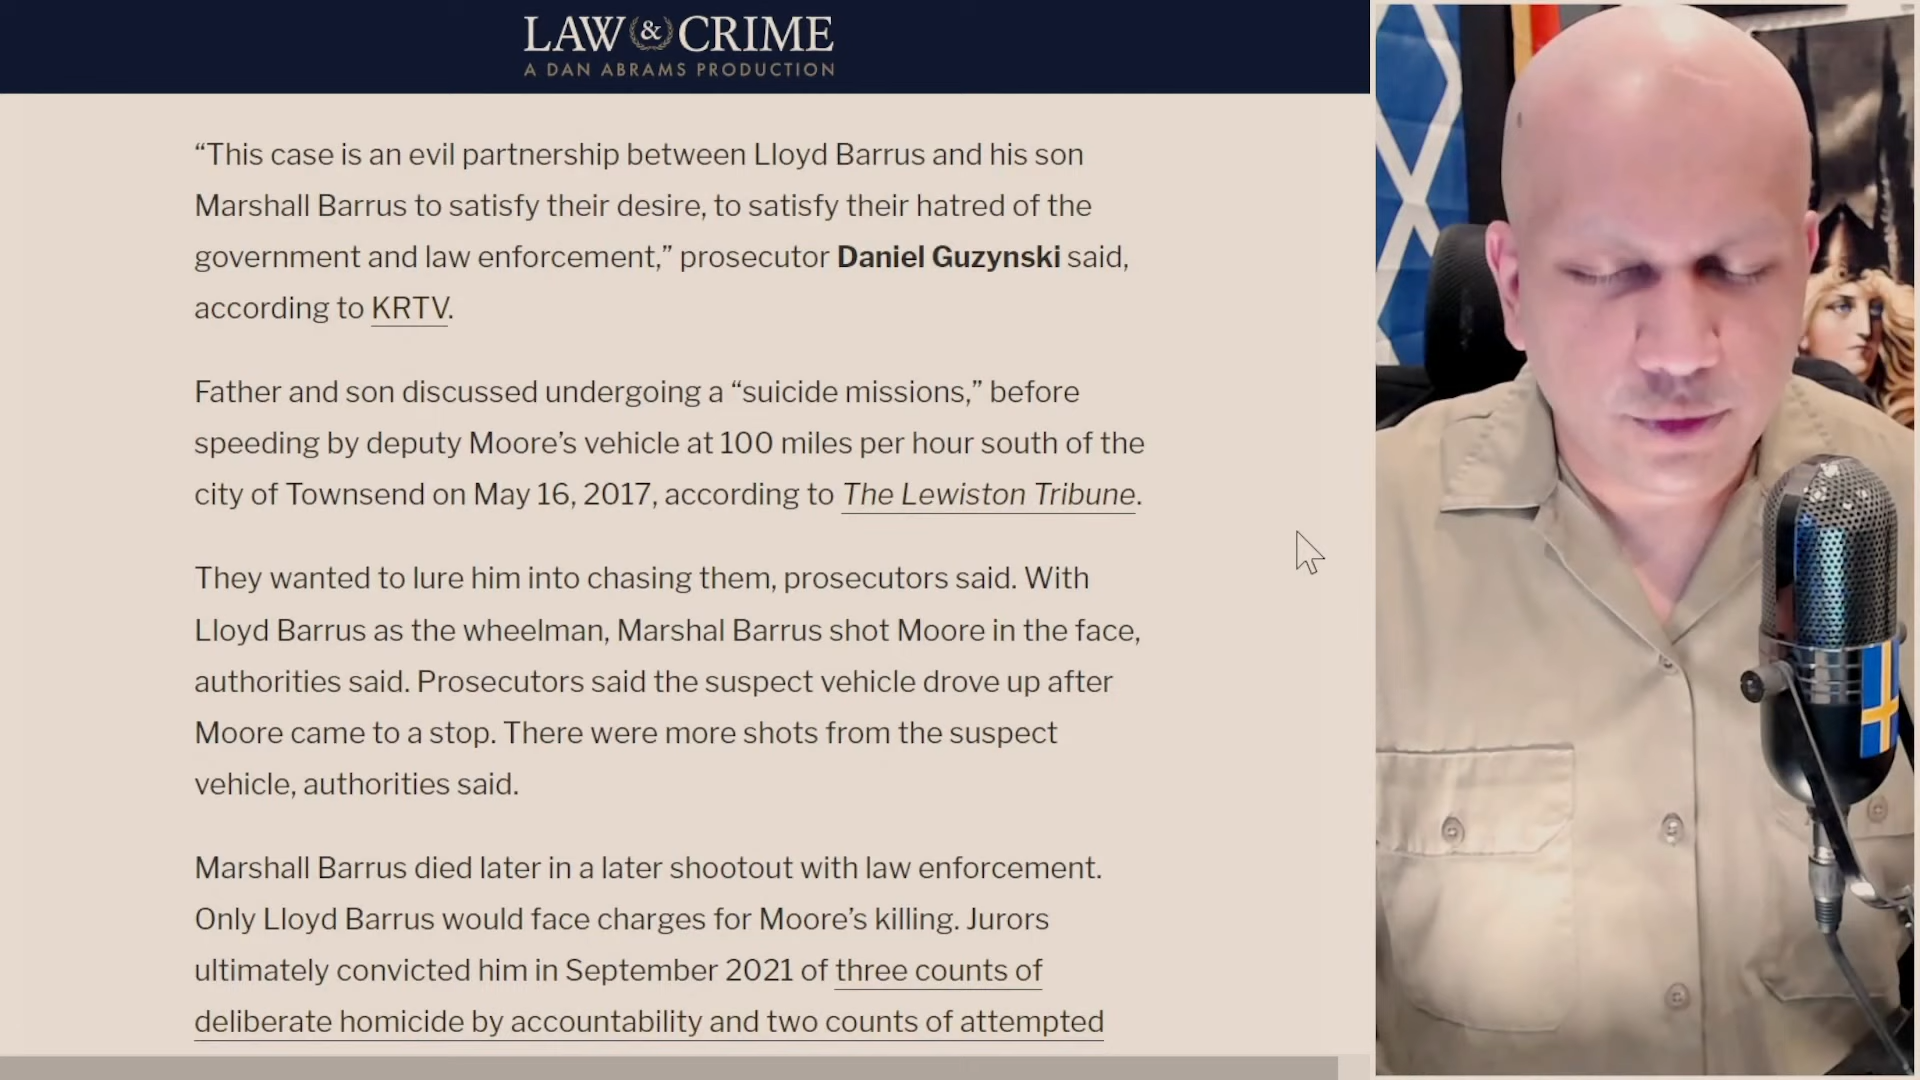 LAW & CRIME
A DAN ABRAMS PRODUCTION
“This case is an evil partnership between Lloyd Barrus and his son
Marshall Barrus to satisfy their desire, to satisfy their hatred of the
government and law enforcement,” prosecutor Daniel Guzynski said,
according to KRTV.
Father and son discussed undergoing a “suicide missions,” before
speeding by deputy Moore’s vehicle at 100 miles per hour south of the
city of Townsend on May 16, 2017, according to The Lewiston Tribune.
They wanted to lure him into chasing them, prosecutors said. With
Lloyd Barrus as the wheelman, Marshal Barrus shot Moore in the face,
authorities said. Prosecutors said the suspect vehicle drove up after
Moore came to a stop. There were more shots from the suspect
vehicle, authorities said.
Marshall Barrus died later in a later shootout with law enforcement.
Only Lloyd Barrus would face charges for Moore’s killing. Jurors
ultimately convicted him in September 2021 of three counts of
deliberate homicide by accountability and two counts of attempted